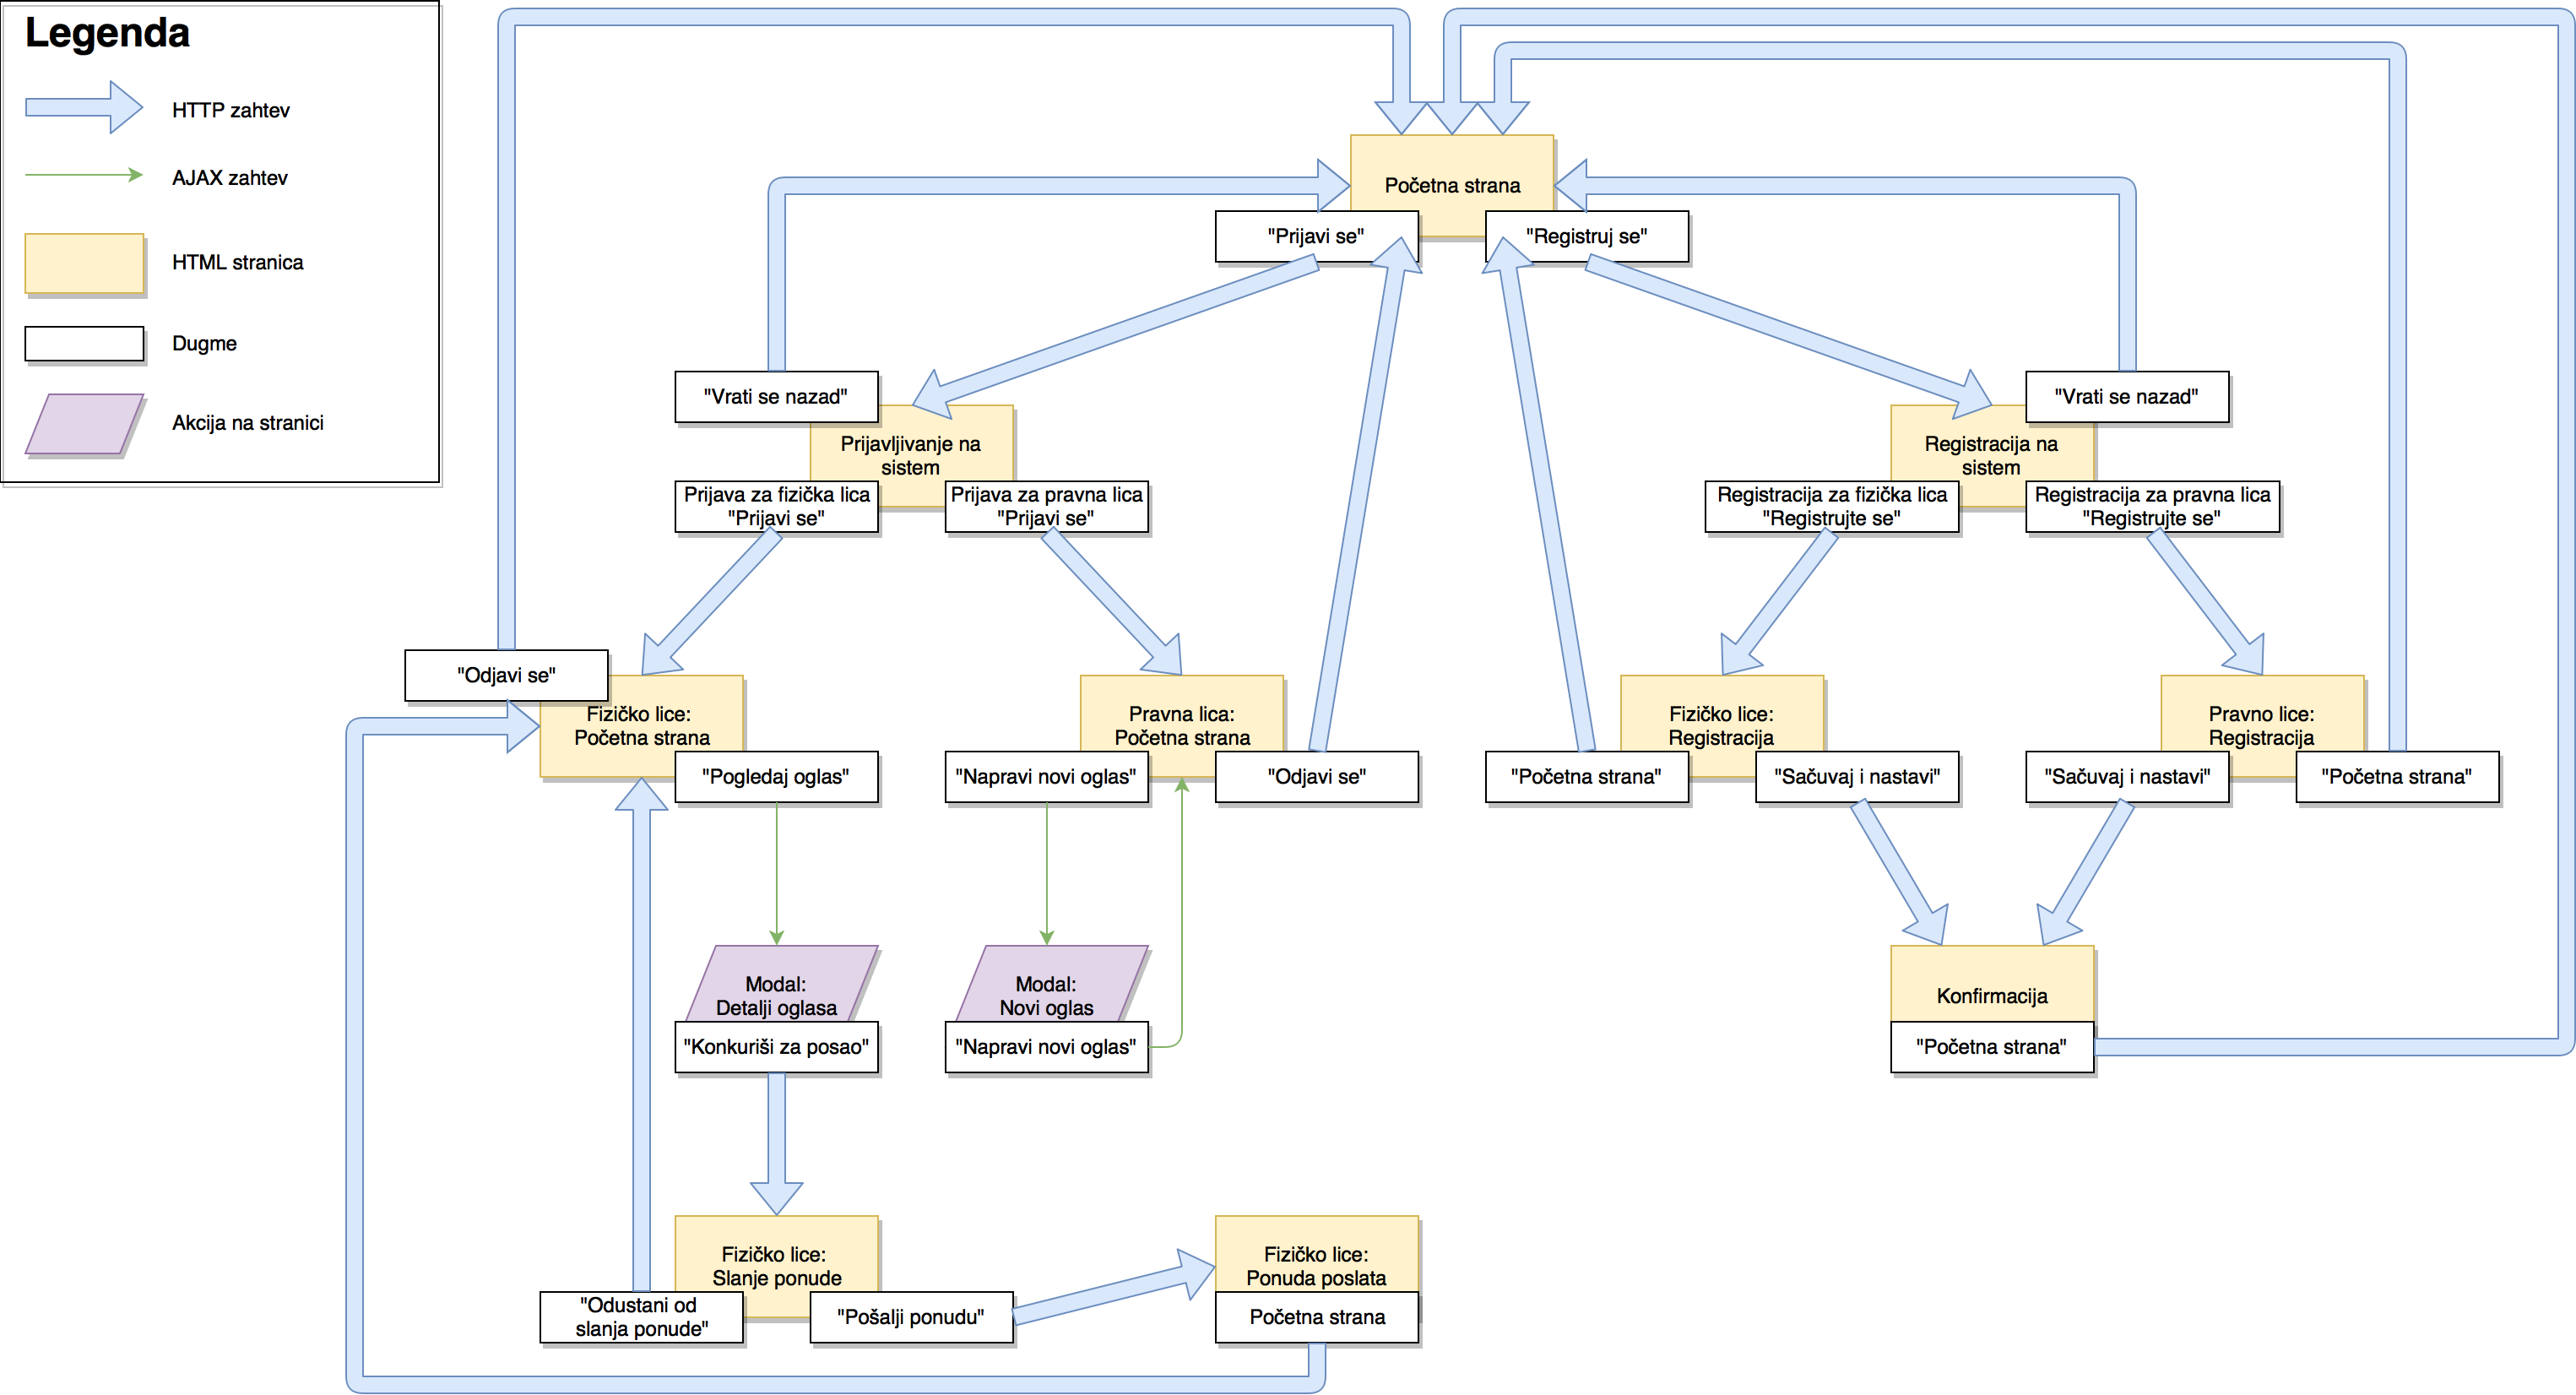 Legenda
HTTP zahtev
AJAX zahtev
HTML stranica
Dugme
Akcija na stranici
Početna strana
"Prijavi se"
"Registruj se"
"Vrati se nazad"
Prijavljivanje na
sistem
Prijava za fizička lica
"Prijavi se"
Prijava za pravna lica
"Prijavi se"
"Vrati se nazad"
Registracija na
sistem
Registracija za fizička lica
"Registrujte se"
Registracija za pravna lica
"Registrujte se"
"Odjavi se"
Fizičko lice:
Početna strana
"Pogledaj oglas"
Pravna lica:
Početna strana
"Napravi novi oglas"
"Odjavi se"
Fizičko lice:
Registracija
"Početna strana"
"Sačuvaj i nastavi"
Pravno lice:
Registracija
"Sačuvaj i nastavi"
"Početna strana"
Modal:
Detalji oglasa
"Konkuriši za posao"
Modal:
Novi oglas
"Napravi novi oglas"
Konfirmacija
"Početna strana"
Fizičko lice:
Slanje ponude
"Odustani od
slanja ponude"
"Pošalji ponudu"
Fizičko lice:
Ponuda poslata
Početna strana